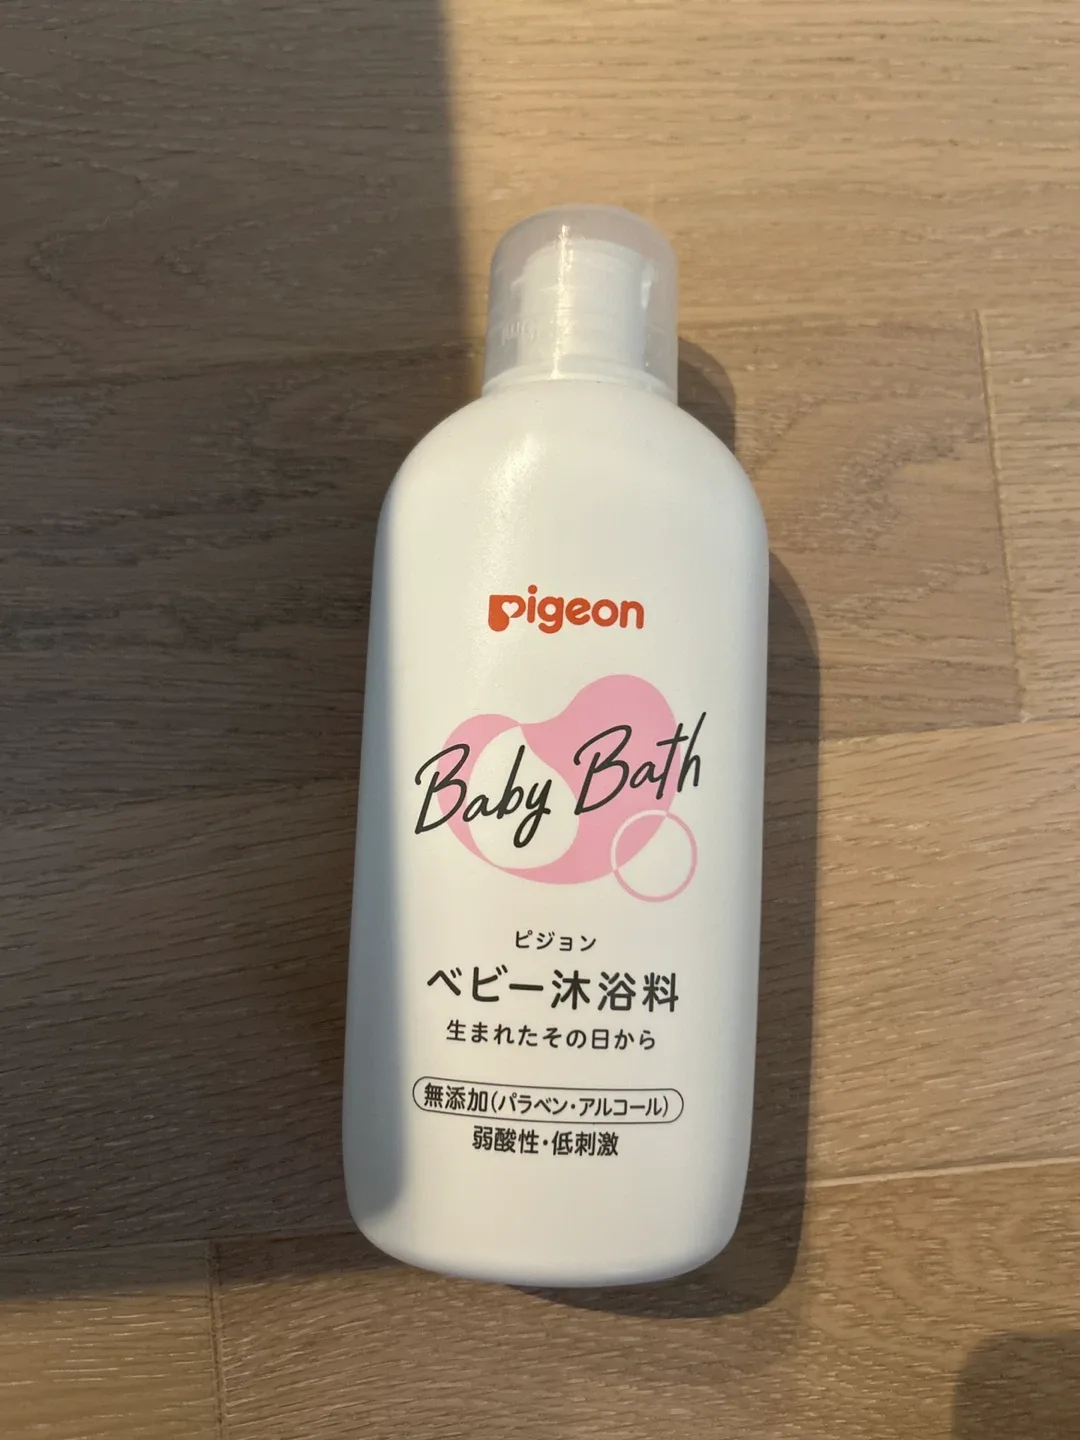 pigeon
Baby Bath
ピジョン
ベビー沐浴料
生まれたその日から
無添加(パラベン・アルコール)
弱酸性・低刺激